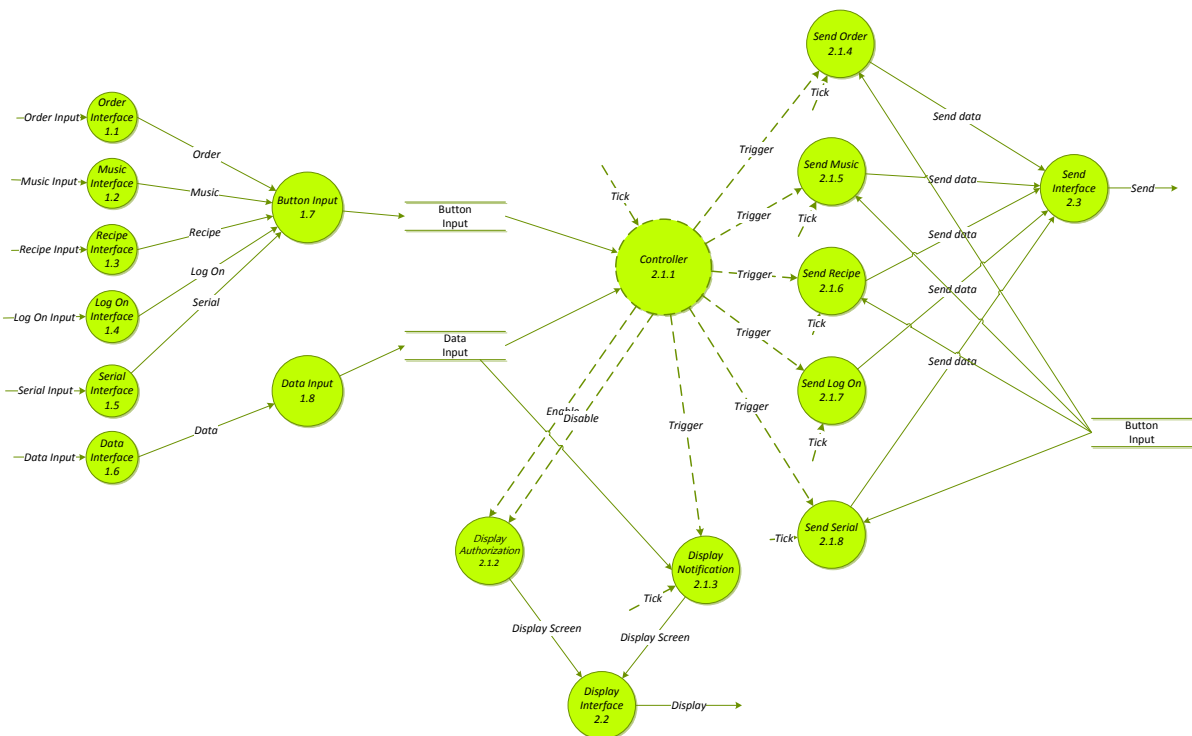 Order Input
Order
Interface
1.1
Order
Music Input
Music
Interface
1.2
Music
Recipe Input
Recipe
Interface
1.3
Recipe
Log On Input
Log On
Interface
1.4
Log On
Serial Input
Serial
Interface
1.5
Serial
Data Input
Data
Interface
1.6
Data
Button Input
1.7
Data Input
1.8
Button
Input
Data
Input
Tick
Controller
2.1.1
Enable
Disable
Trigger
Trigger
Trigger
Trigger
Trigger
Trigger
Display
Authorization
2.1.2
Display
Notification
2.1.3
Tick
Display Screen
Display Screen
Display
Interface
2.2
Display
Send Order
2.1.4
Tick
Send Music
2.1.5
Tick
Send Recipe
2.1.6
Tick
Send Log On
2.1.7
Tick
Send Serial
2.1.8
Tick
Send data
Send data
Send data
Send data
Send data
Send
Interface
2.3
Send
Button
Input